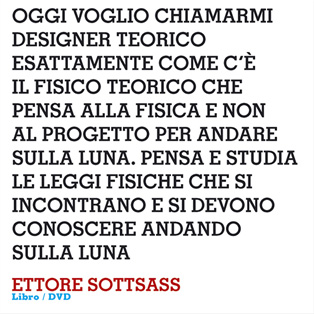 OGGI VOGLIO CHIAMARMI
DESIGNER TEORICO
ESATTAMENTE COME C'È
IL FISICO TEORICO CHE
PENSA ALLA FISICA E NON
AL PROGETTO PER ANDARE
SULLA LUNA. PENSA E STUDIA
LE LEGGI FISICHE CHE SI
INCONTRANO E SI DEVONO
CONOSCERE ANDANDO
SULLA LUNA
ETTORE SOTTSASS
Libro / DVD